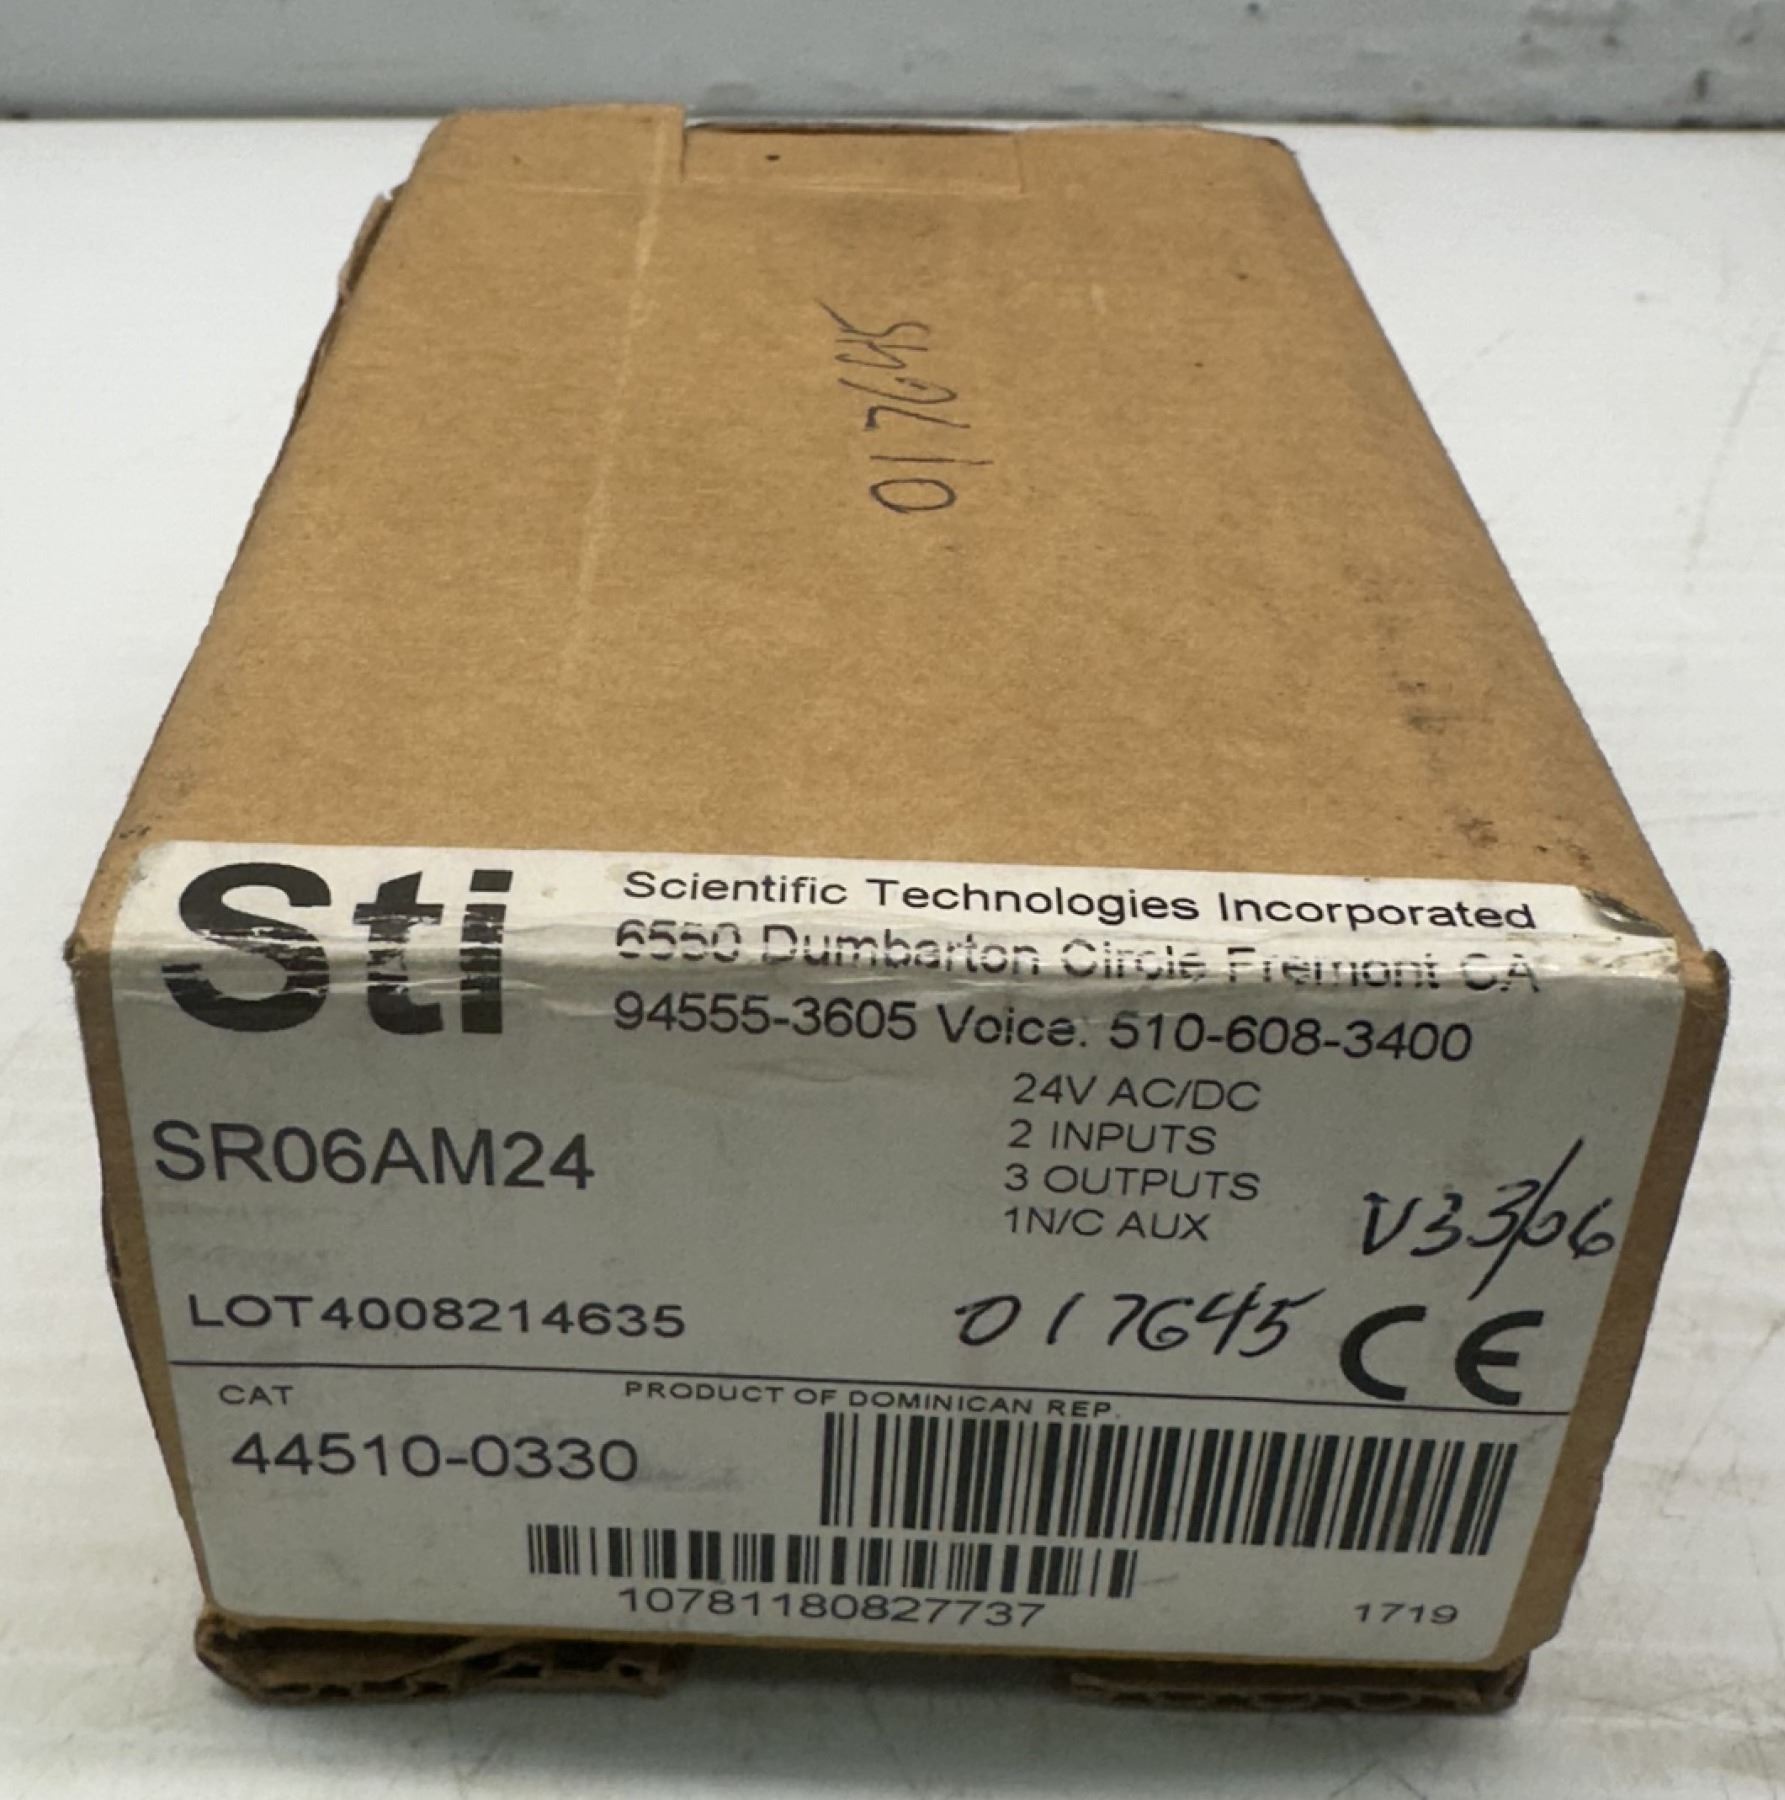 017645
Sti
Scientific Technologies Incorporated
6550 Dumbarton Circle Fremont CA
94555-3605 Voice: 510-608-3400
24V AC/DC
2 INPUTS
3 OUTPUTS
1N/C AUX
SR06AM24
V33/06
LOT4008214635
017645
CE
CAT
PRODUCT OF DOMINICAN REP.
44510-0330
10781180827737
1719